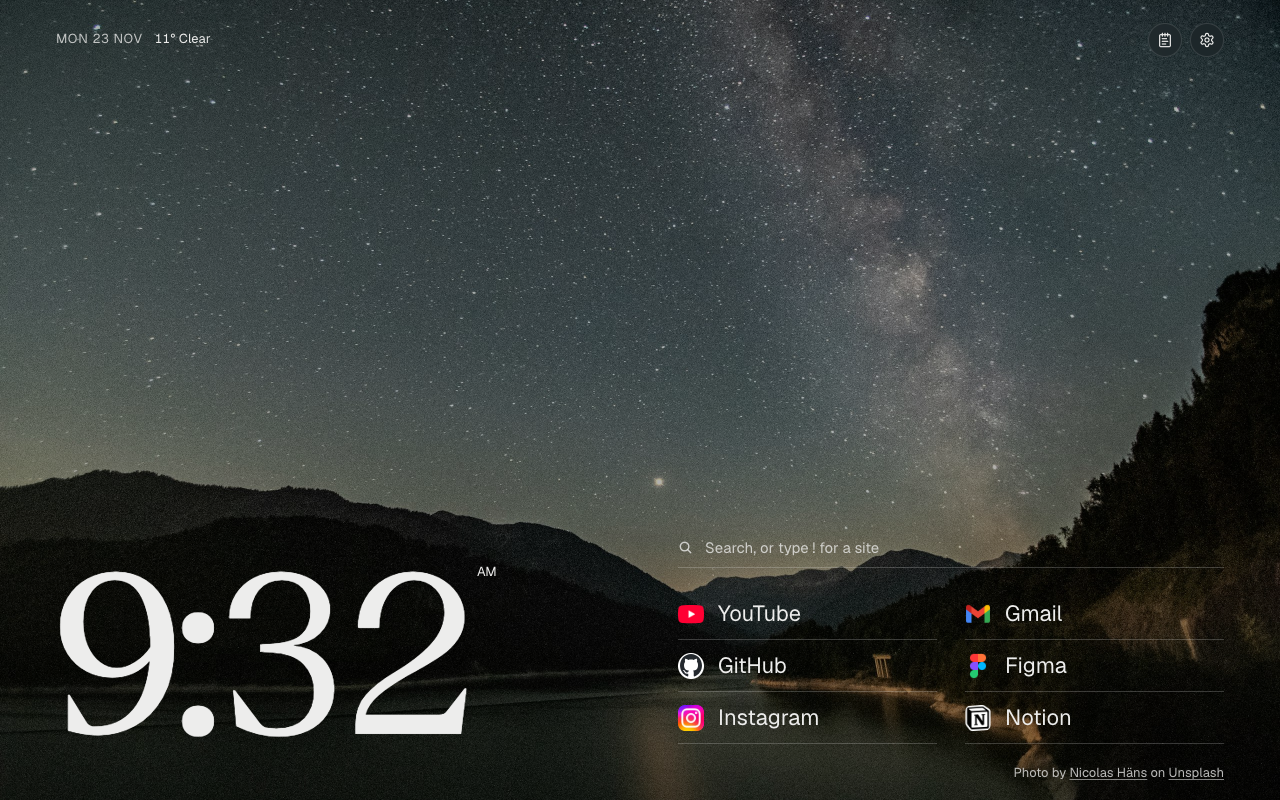 MON 23 NOV 11° Clear
9:32 AM
Search, or type ! for a site
YouTube
Gmail
GitHub
Figma
Instagram
Notion
Photo by Nicolas Häns on Unsplash